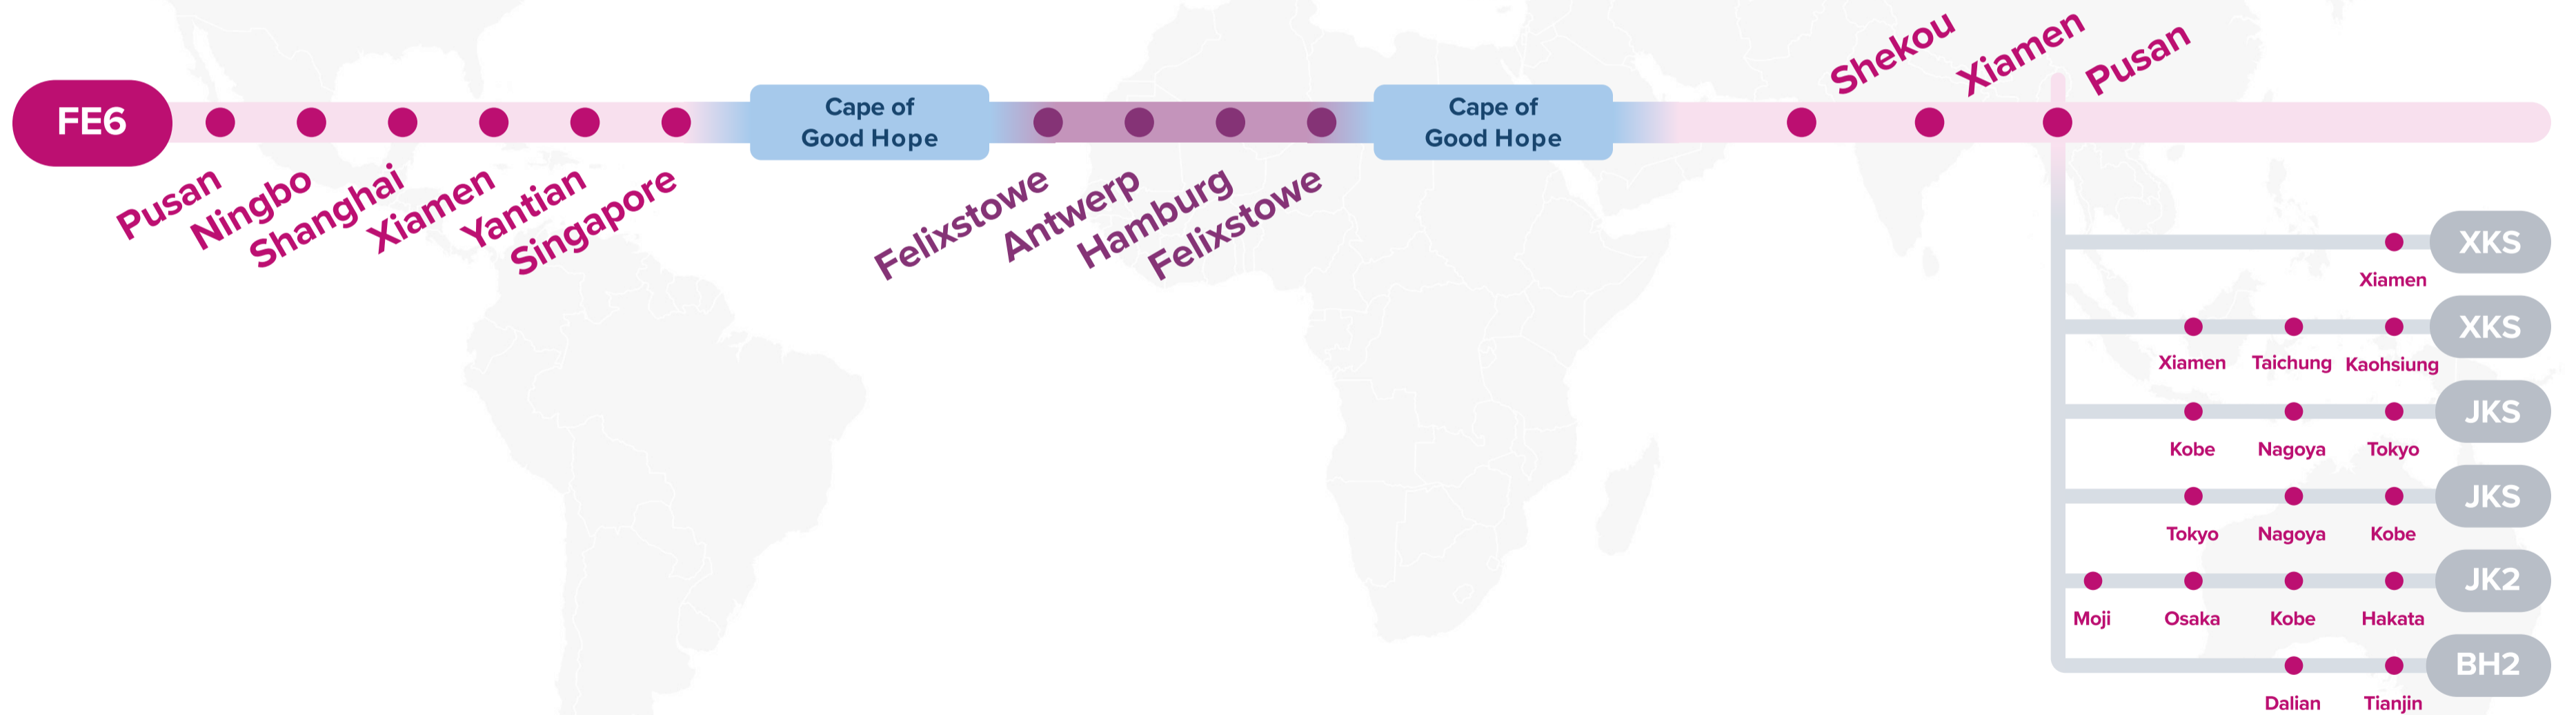 FE6
Pusan
Ningbo
Shanghai
Xiamen
Yantian
Singapore
Cape of
Good Hope
Felixstowe
Antwerp
Hamburg
Felixstowe
Cape of
Good Hope
Shekou
Xiamen
Pusan
XKS
Xiamen
XKS
Xiamen Taichung Kaohsiung
JKS
Kobe Nagoya Tokyo
JKS
Tokyo Nagoya Kobe
JK2
Moji Osaka Kobe Hakata
BH2
Dalian Tianjin